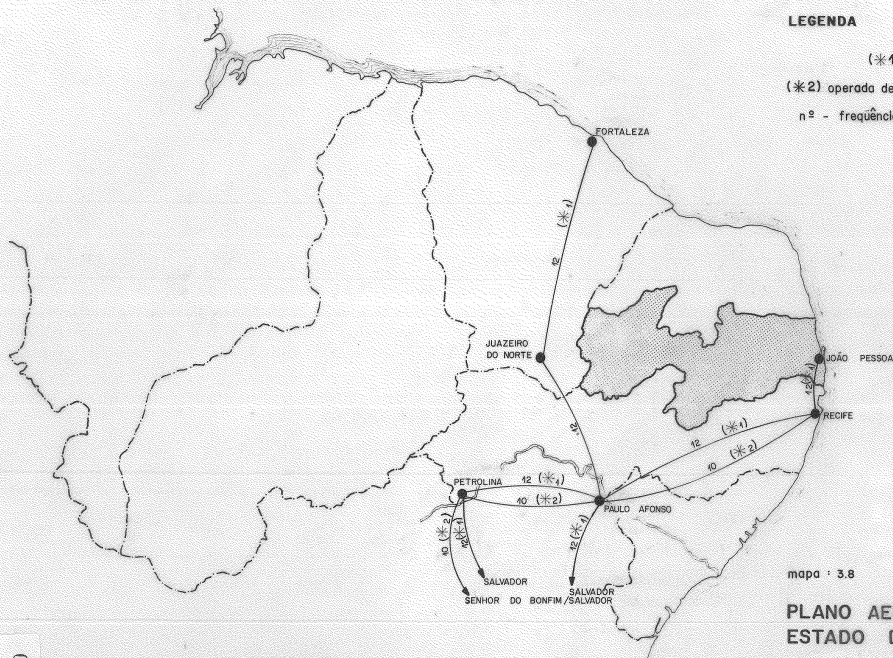 LEGENDA
(*1
(*2) operada de
nº - freqüênci
FORTALEZA
(*1)
12
JUAZEIRO
DO NORTE
JOÃO PESSOA
12(*1)
RECIFE
12
12 (*1)
10 (*2)
PETROLINA
12 (*1)
10 (*2)
PAULO AFONSO
10 (*2)
12(*1)
12(*1)
SALVADOR
SALVADOR
SENHOR DO BONFIM/SALVADOR
mapa : 3.8
PLANO AE
ESTADO D